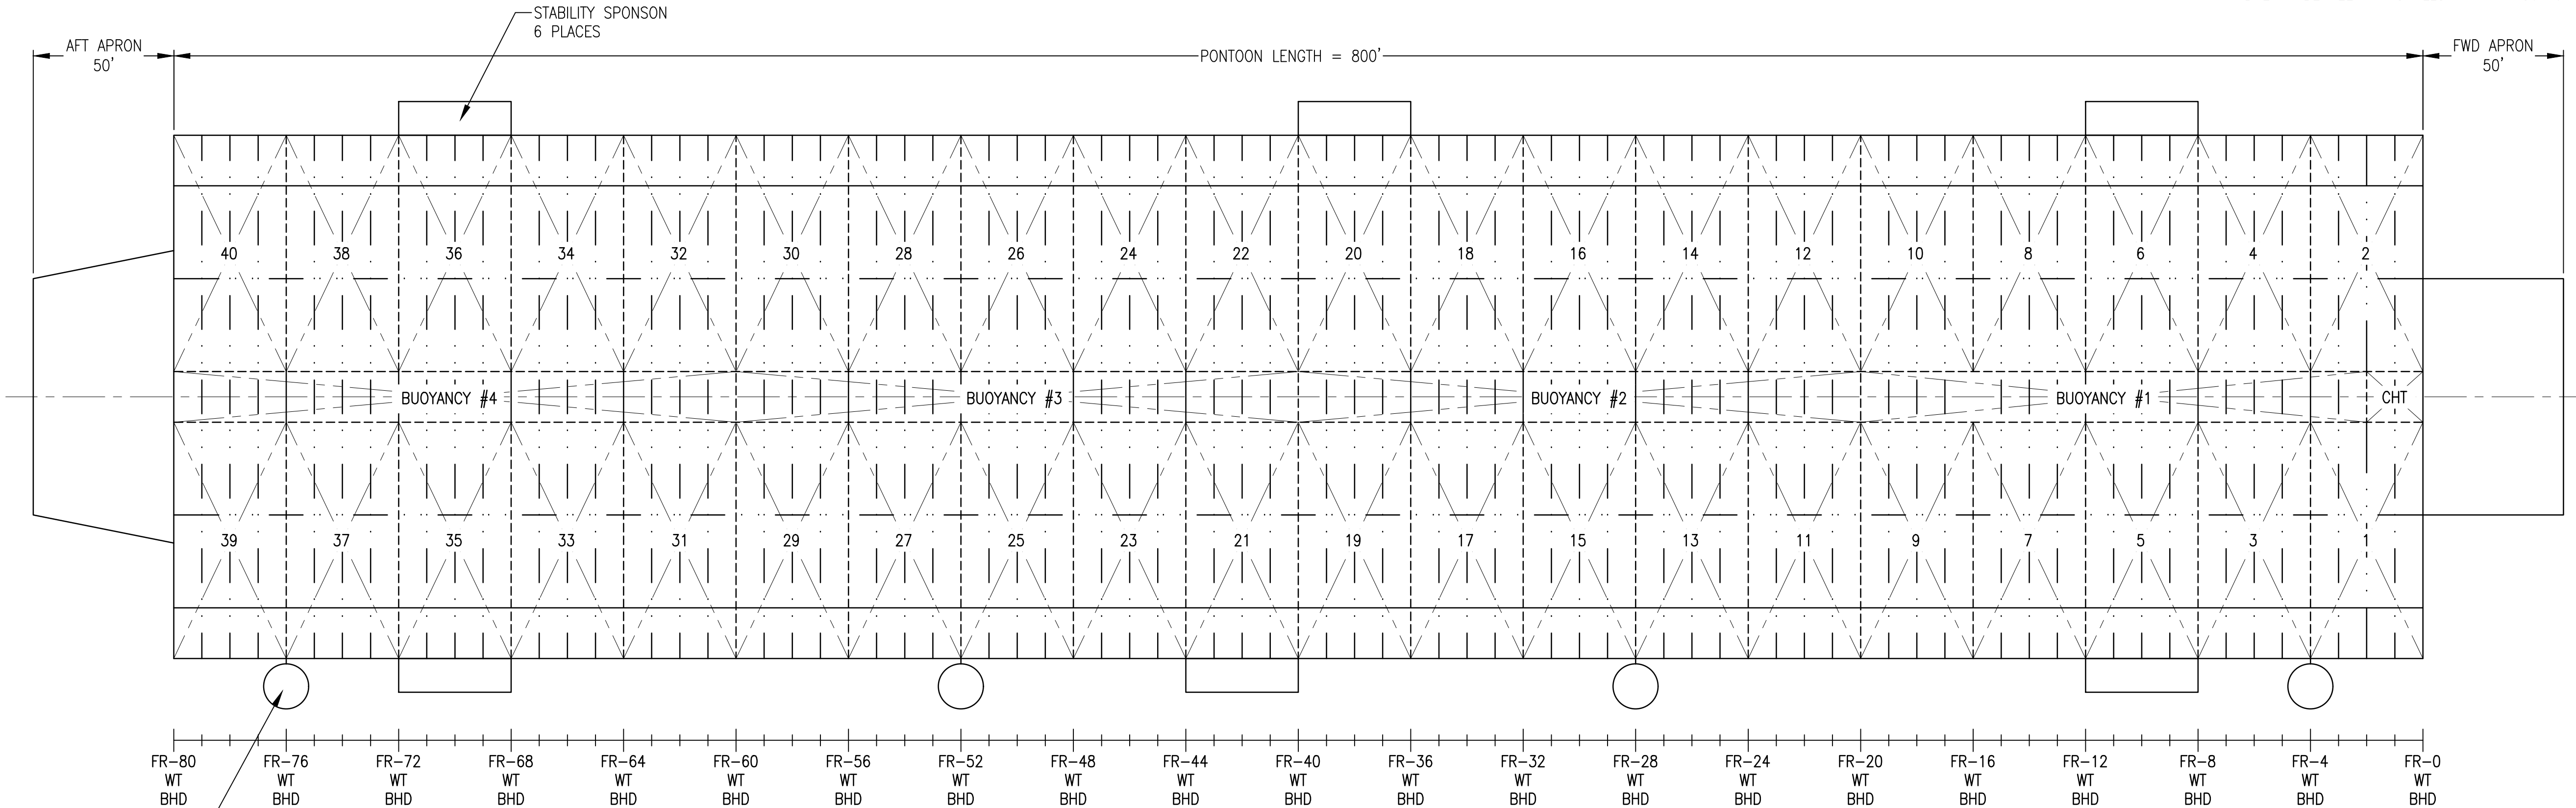 STABILITY SPONSON
6 PLACES
AFT APRON
50'
PONTOON LENGTH = 800'
FWD APRON
50'
40 38 36 34 32 30 28 26 24 22 20 18 16 14 12 10 8 6 4 2
BUOYANCY #4 BUOYANCY #3 BUOYANCY #2 BUOYANCY #1 CHT
39 37 35 33 31 29 27 25 23 21 19 17 15 13 11 9 7 5 3 1
FR-80 FR-76 FR-72 FR-68 FR-64 FR-60 FR-56 FR-52 FR-48 FR-44 FR-40 FR-36 FR-32 FR-28 FR-24 FR-20 FR-16 FR-12 FR-8 FR-4 FR-0
WT WT WT WT WT WT WT WT WT WT WT WT WT WT WT WT WT WT WT WT WT
BHD BHD BHD BHD BHD BHD BHD BHD BHD BHD BHD BHD BHD BHD BHD BHD BHD BHD BHD BHD BHD